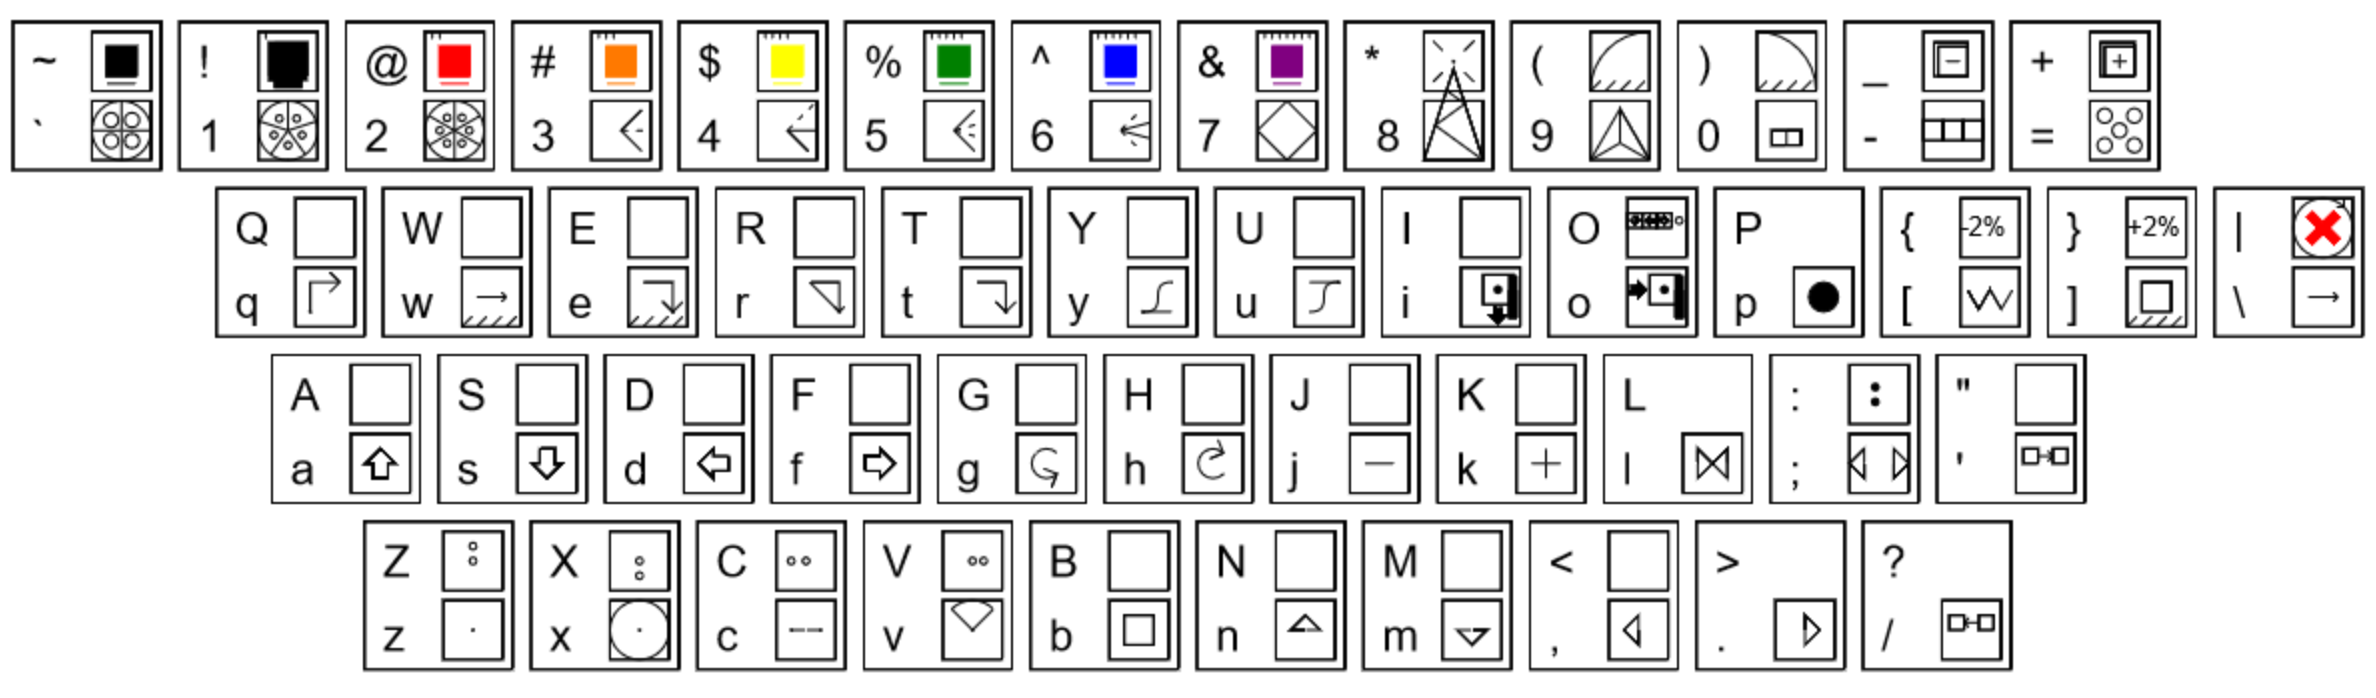 ~ ! @ # $ % ^ & * ( ) _ +
` 1 2 3 4 5 6 7 8 9 0 - =
Q W E R T Y U I O P { -2% } +2% |
q w e r t y u i o p [ ] \
A S D F G H J K L : "
a s d f g h j k l ; '
Z X C V B N M < > ?
z x c v b n m , . /